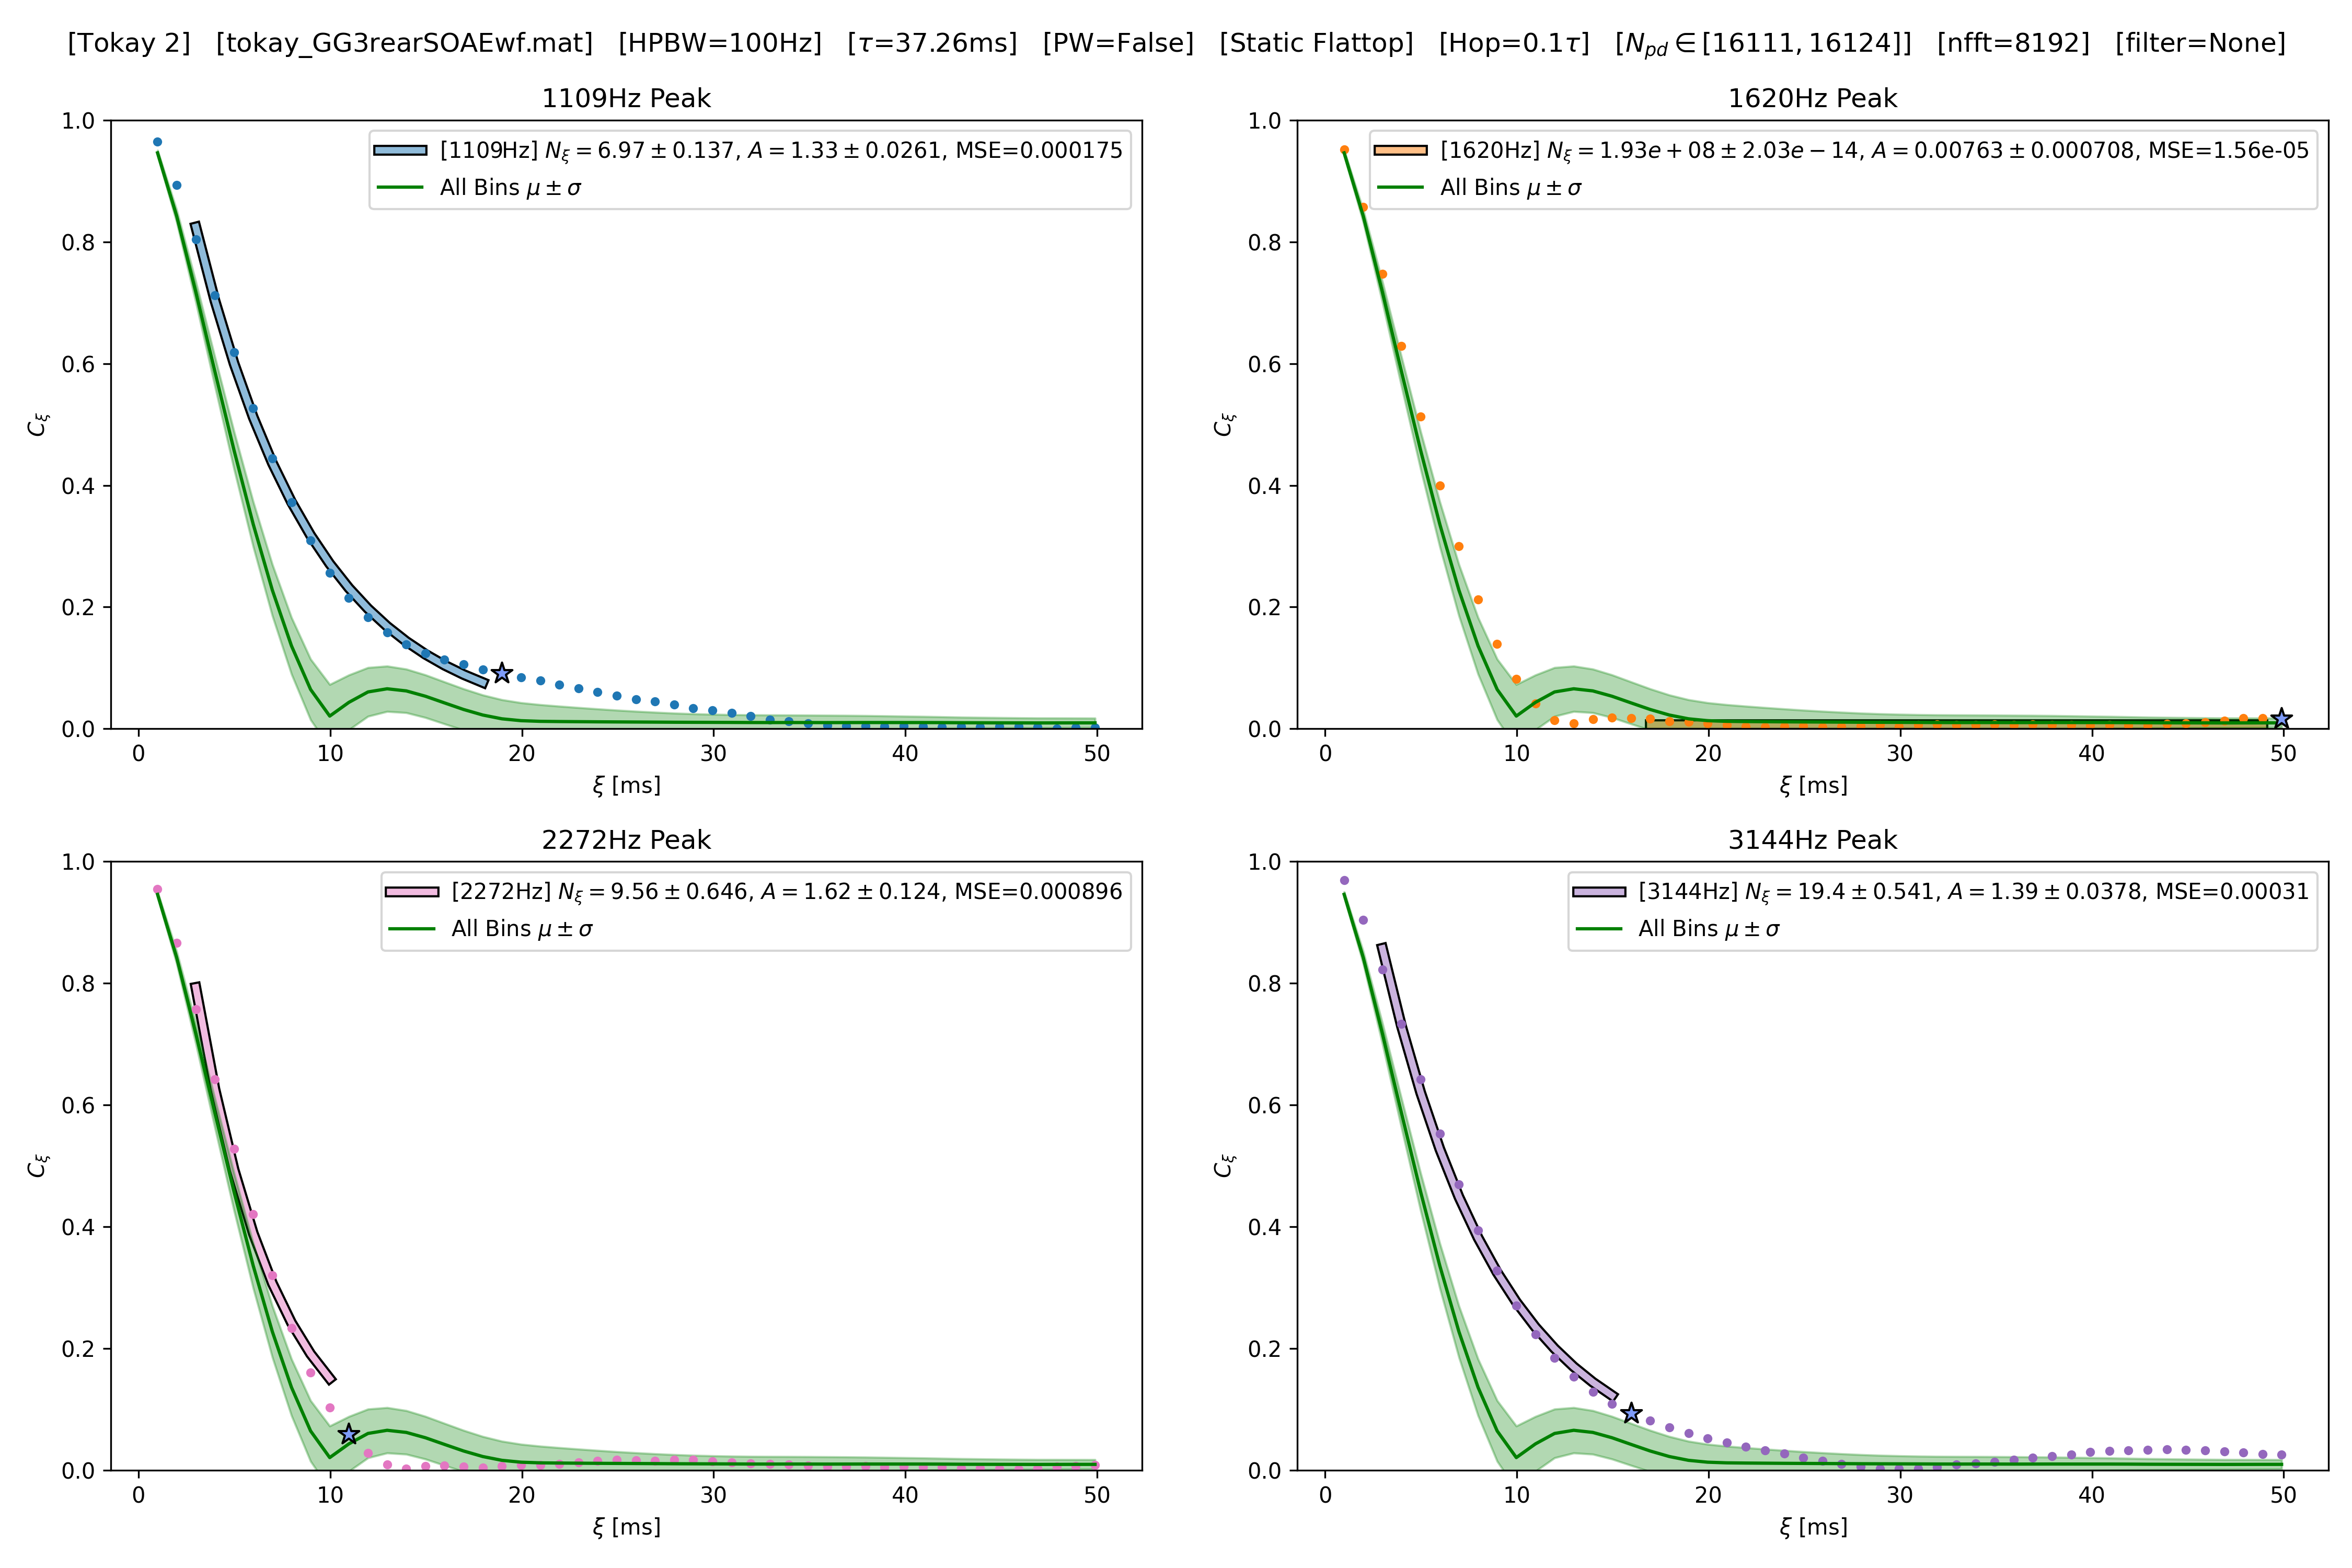 [Tokay 2] [tokay_GG3rearSOAEwf.mat] [HPBW=100Hz] [τ=37.26ms] [PW=False] [Static Flattop] [Hop=0.1τ] [N_pd ∈ [16111, 16124]] [nfft=8192] [filter=None]
1109Hz Peak
[1109Hz] N_ξ = 6.97 ± 0.137, A = 1.33 ± 0.0261, MSE=0.000175
All Bins μ ± σ
1.0
0.8
0.6
0.4
0.2
0.0
C_ξ
0 10 20 30 40 50
ξ [ms]
1620Hz Peak
[1620Hz] N_ξ = 1.93e + 08 ± 2.03e − 14, A = 0.00763 ± 0.000708, MSE=1.56e-05
All Bins μ ± σ
1.0
0.8
0.6
0.4
0.2
0.0
C_ξ
0 10 20 30 40 50
ξ [ms]
2272Hz Peak
[2272Hz] N_ξ = 9.56 ± 0.646, A = 1.62 ± 0.124, MSE=0.000896
All Bins μ ± σ
1.0
0.8
0.6
0.4
0.2
0.0
C_ξ
0 10 20 30 40 50
ξ [ms]
3144Hz Peak
[3144Hz] N_ξ = 19.4 ± 0.541, A = 1.39 ± 0.0378, MSE=0.00031
All Bins μ ± σ
1.0
0.8
0.6
0.4
0.2
0.0
C_ξ
0 10 20 30 40 50
ξ [ms]